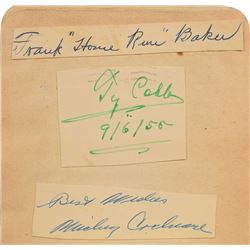 Frank "Home Run" Baker
Ty Cobb
9/6/55
Best Wishes
Mickey Cochrane